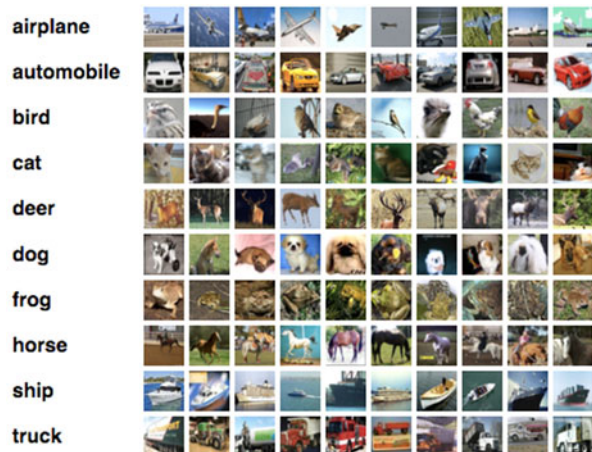 airplane
automobile
bird
cat
deer
dog
frog
horse
ship
truck